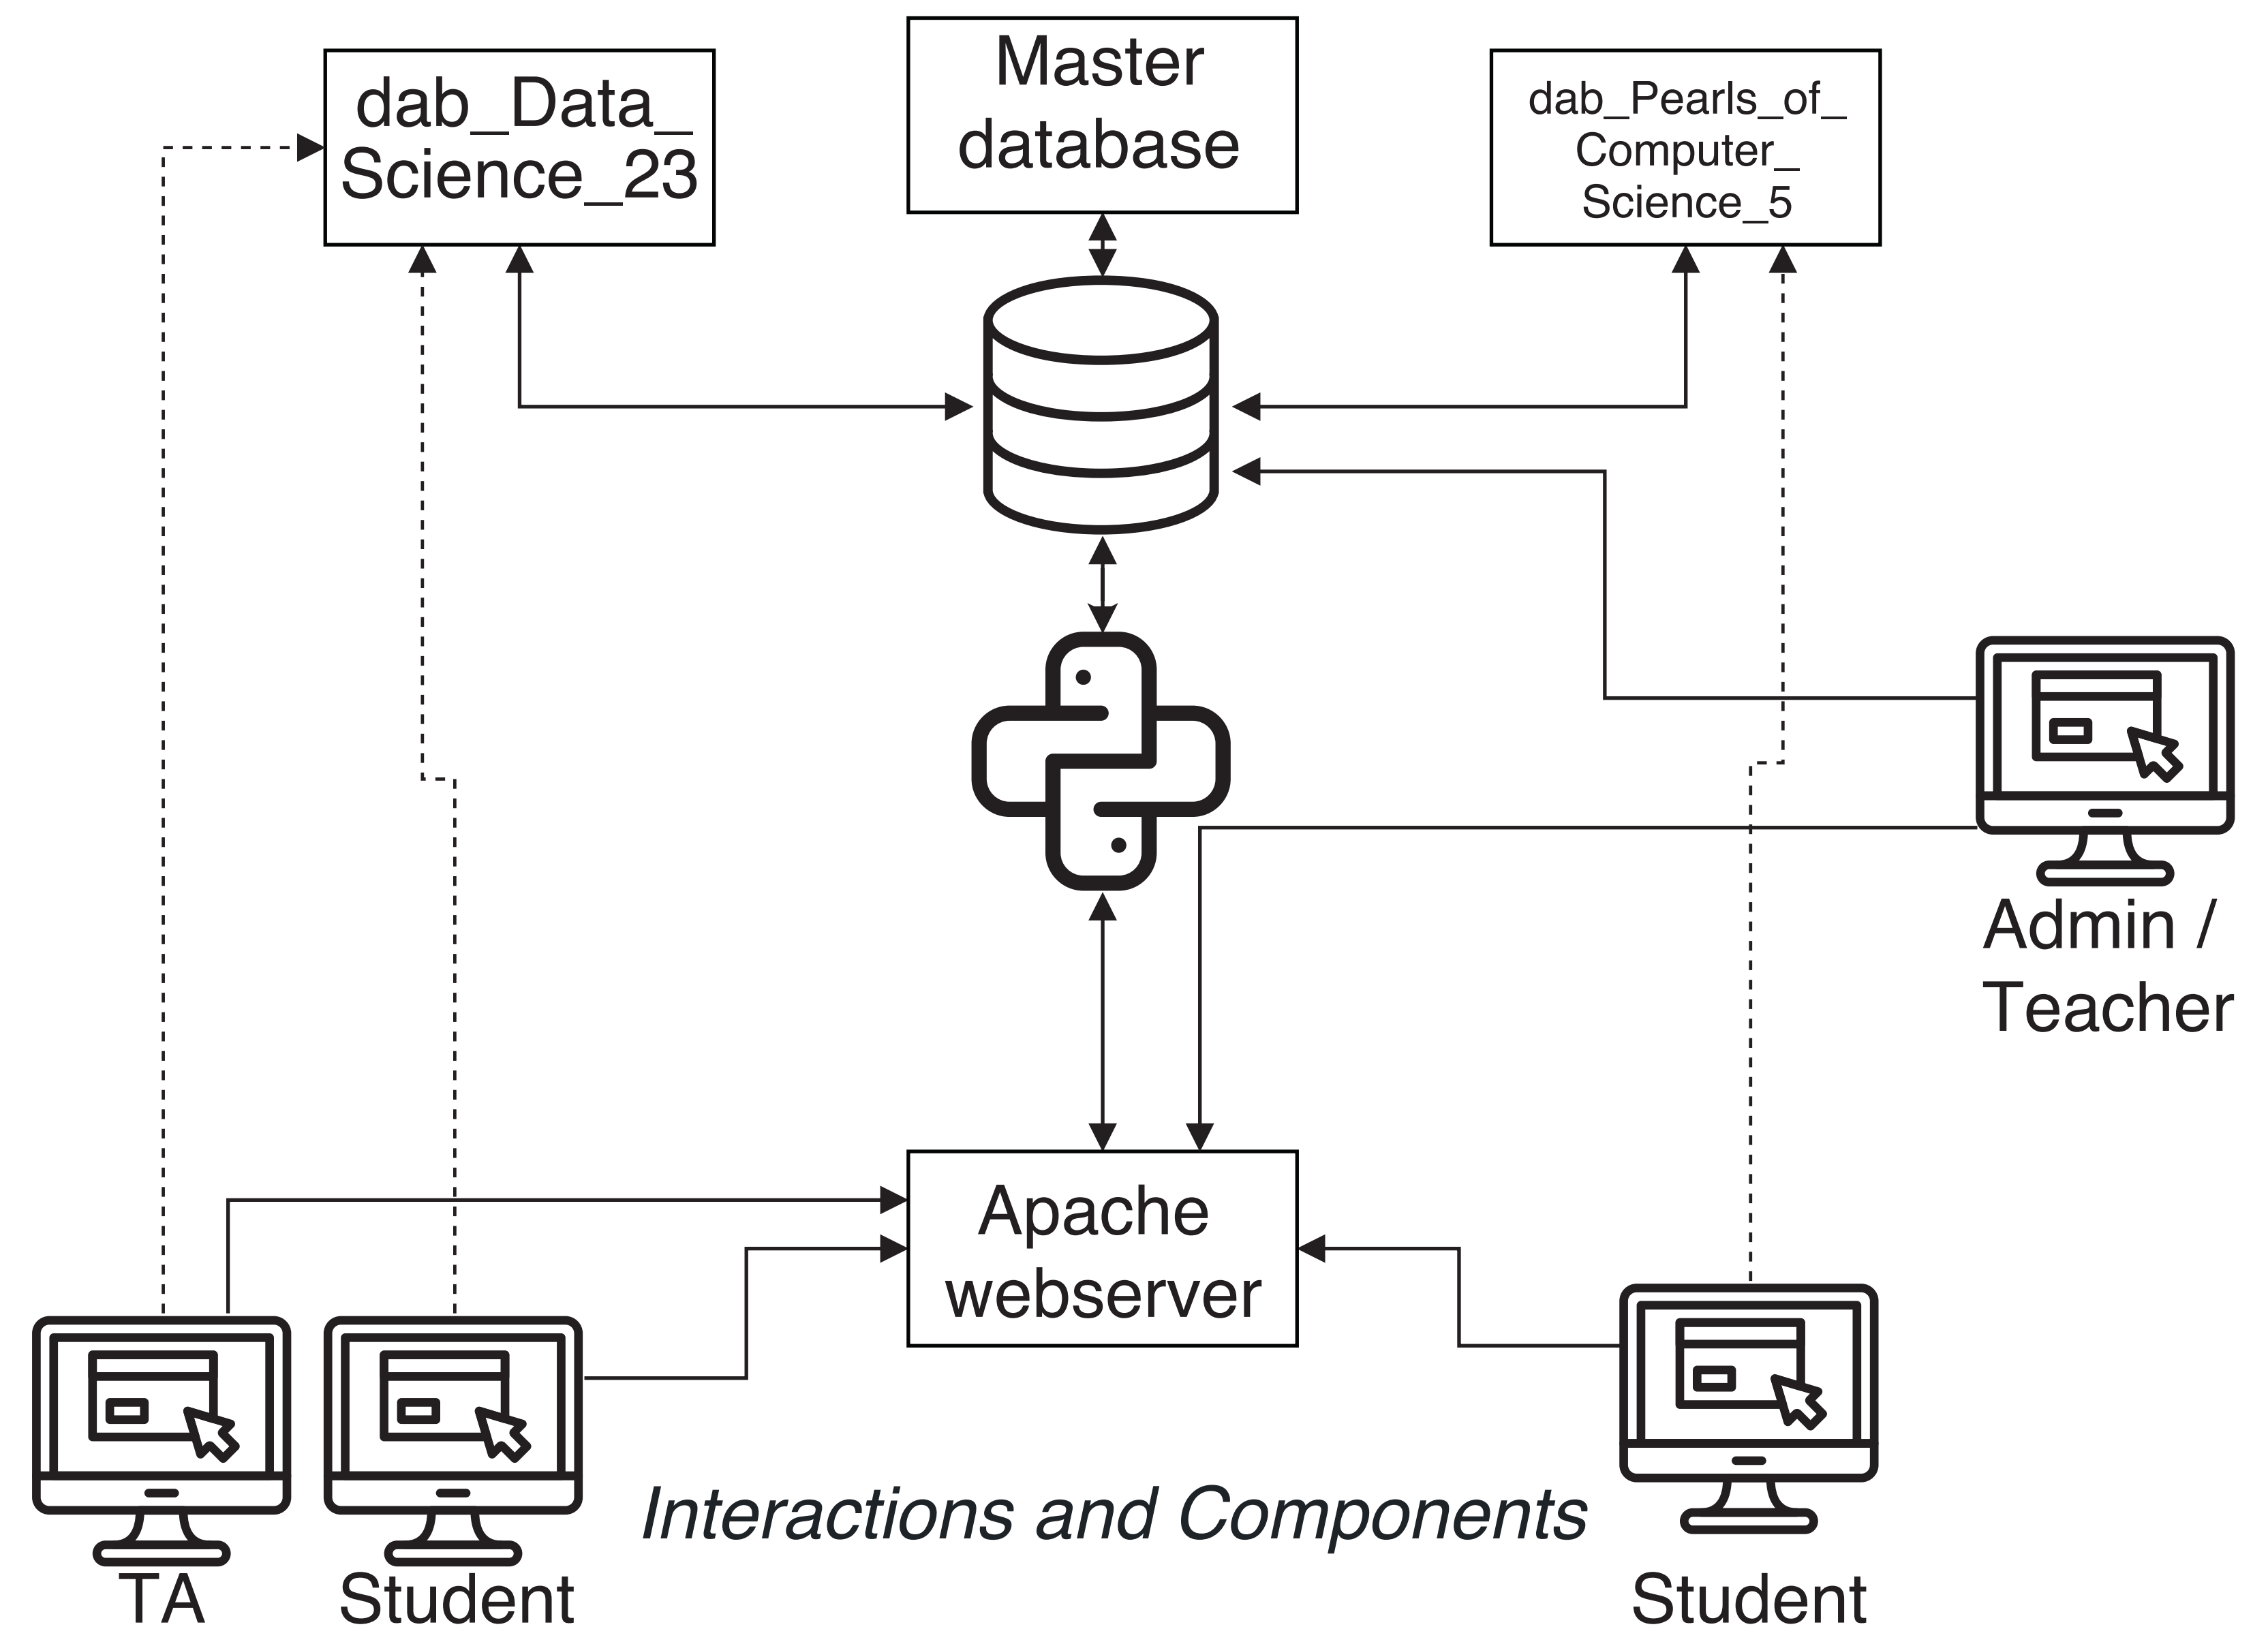 dab_Data_
Science_23
Master
database
dab_Pearls_of_
Computer_
Science_5
Admin /
Teacher
Apache
webserver
Interactions and Components
TA
Student
Student